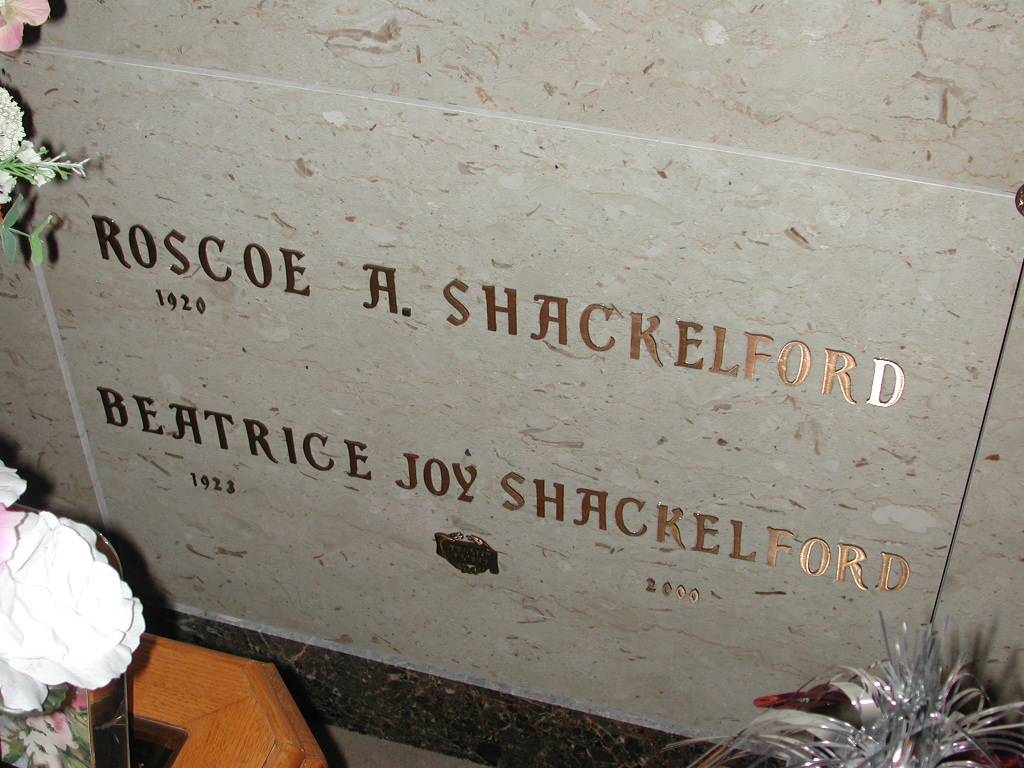 ROSCOE A. SHACKELFORD
1920
BEATRICE JOY SHACKELFORD
1923 2000